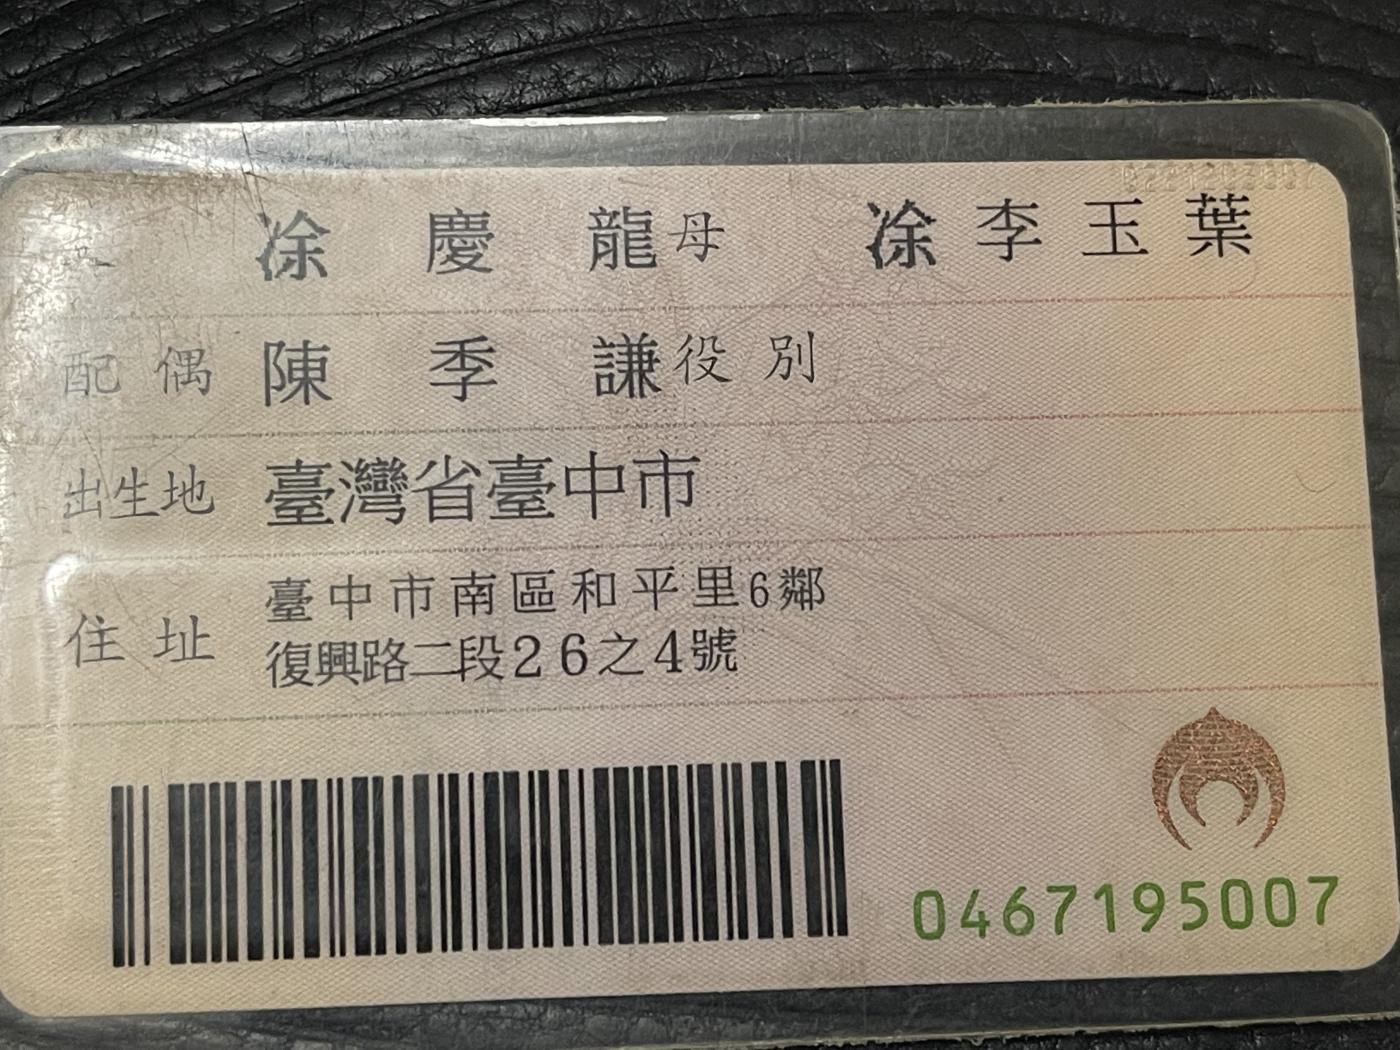 涂慶龍 母 涂李玉葉
配偶 陳季謙 役別
出生地 臺灣省臺中市
住址 臺中市南區和平里6鄰
復興路二段26之4號
0467195007